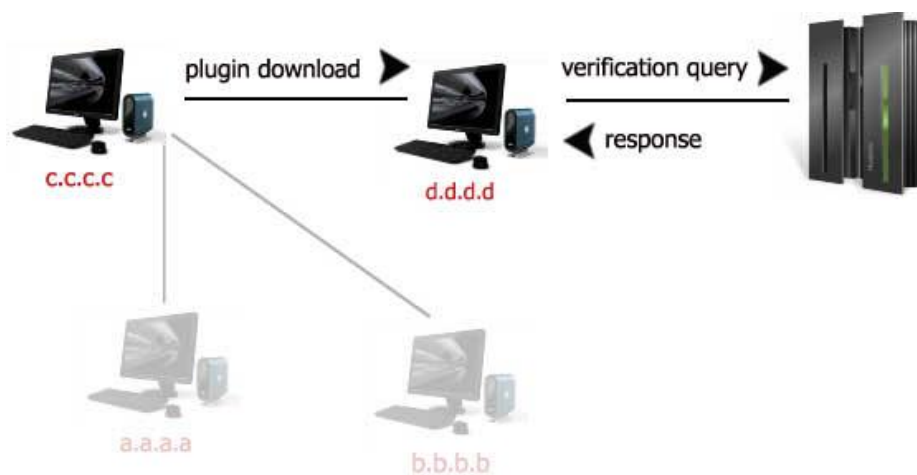 plugin download
verification query
response
c.c.c.c
d.d.d.d
a.a.a.a
b.b.b.b